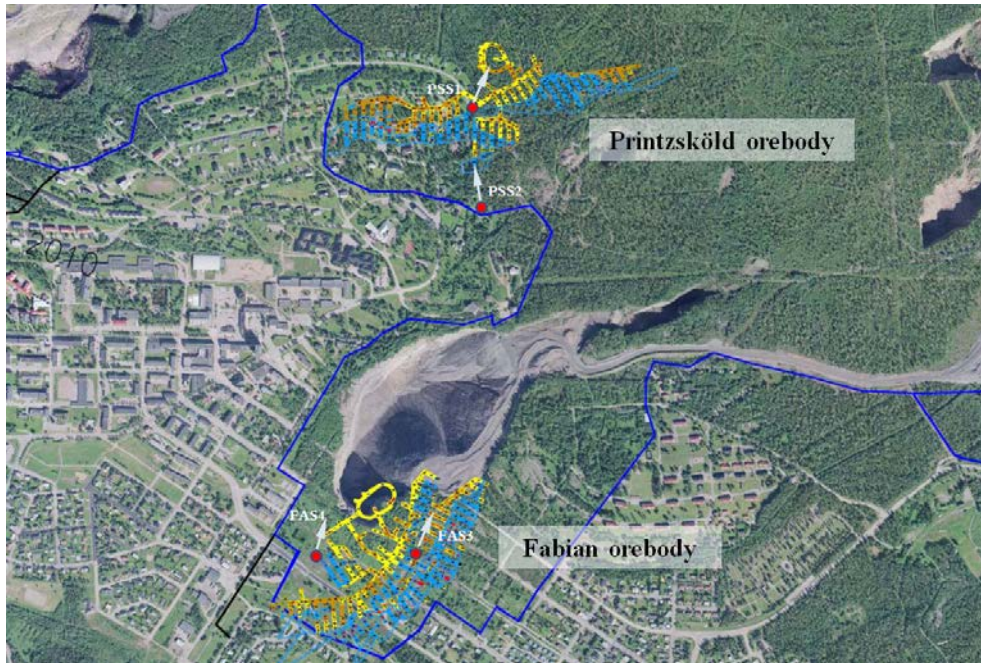 PSS1
Printzsköld orebody
PSS2
2010
FAS4
FAS3
Fabian orebody